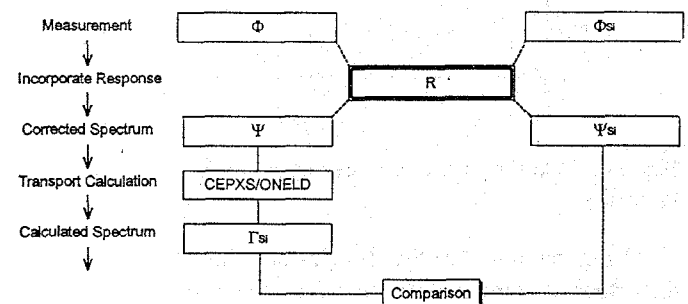 Measurement
Φ
Φsi
Incorporate Response
R
Corrected Spectrum
Ψ
Ψsi
Transport Calculation
CEPXS/ONELD
Calculated Spectrum
Γsi
Comparison